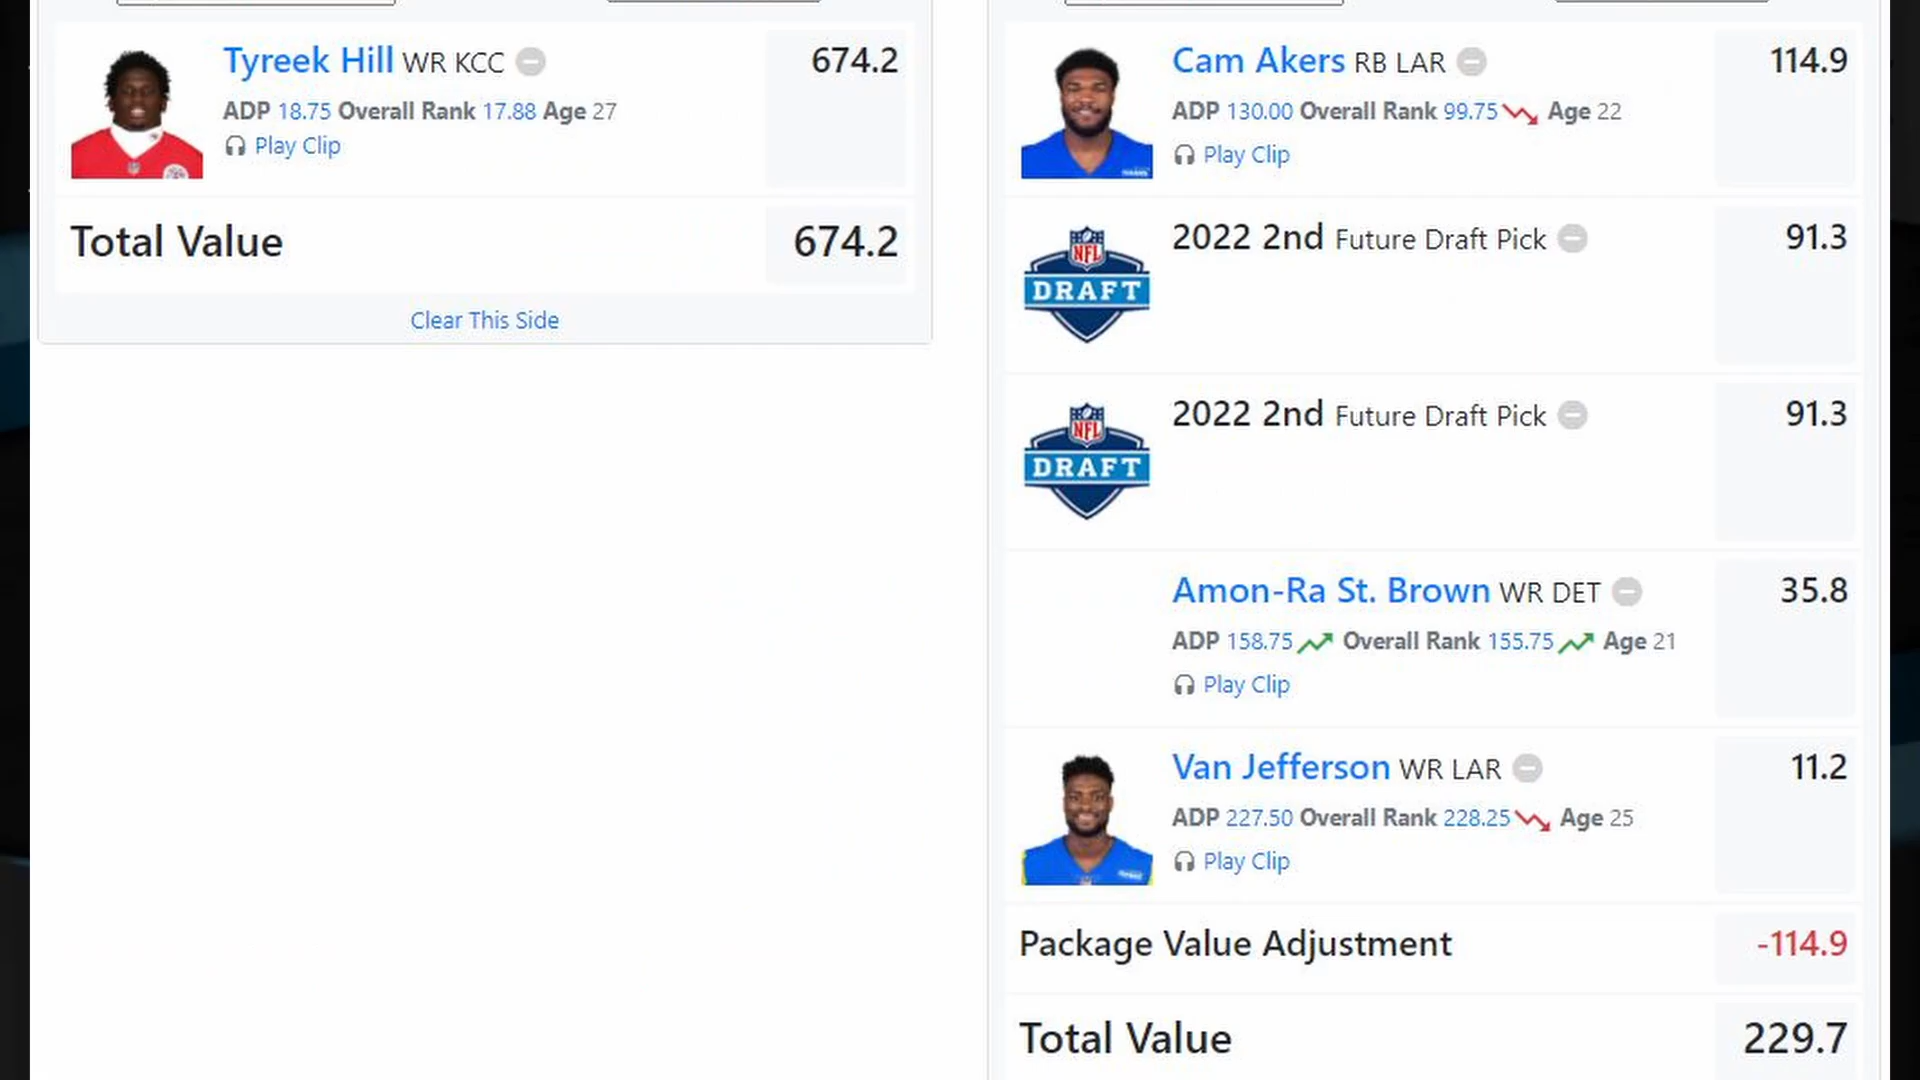 Tyreek Hill WR KCC
674.2
ADP 18.75 Overall Rank 17.88 Age 27
Play Clip
Total Value
674.2
Clear This Side
Cam Akers RB LAR
114.9
ADP 130.00 Overall Rank 99.75 Age 22
Play Clip
2022 2nd Future Draft Pick
91.3
NFL
DRAFT
2022 2nd Future Draft Pick
91.3
NFL
DRAFT
Amon-Ra St. Brown WR DET
35.8
ADP 158.75 Overall Rank 155.75 Age 21
Play Clip
Van Jefferson WR LAR
11.2
ADP 227.50 Overall Rank 228.25 Age 25
Play Clip
Package Value Adjustment
-114.9
Total Value
229.7